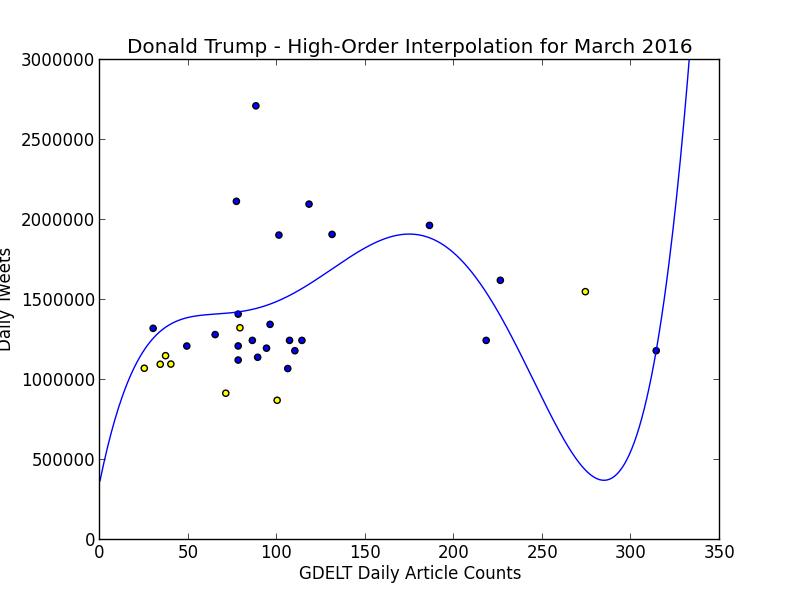 Donald Trump - High-Order Interpolation for March 2016
3000000
2500000
2000000
1500000
1000000
500000
0
Daily Tweets
0 50 100 150 200 250 300 350
GDELT Daily Article Counts